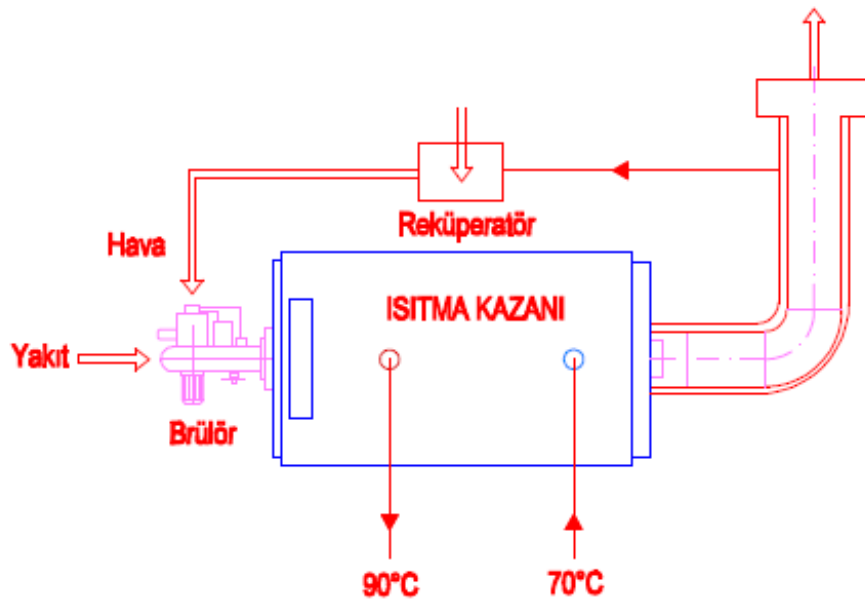 Reküperatör
Hava
ISITMA KAZANI
Yakıt
Brülör
90°C
70°C